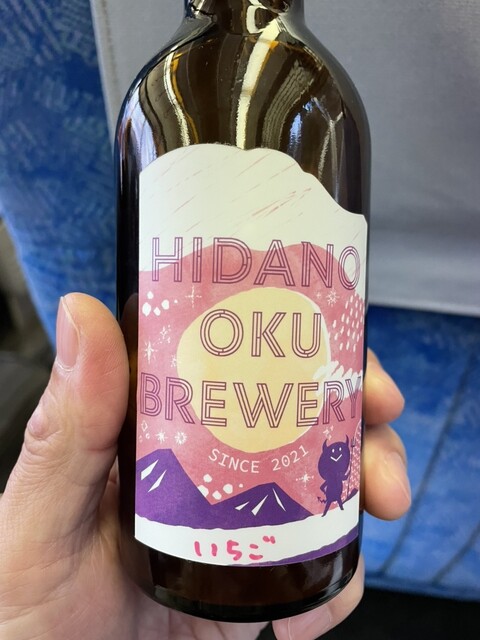 HIDANO
OKU
BREWERY
SINCE 2021
いちご